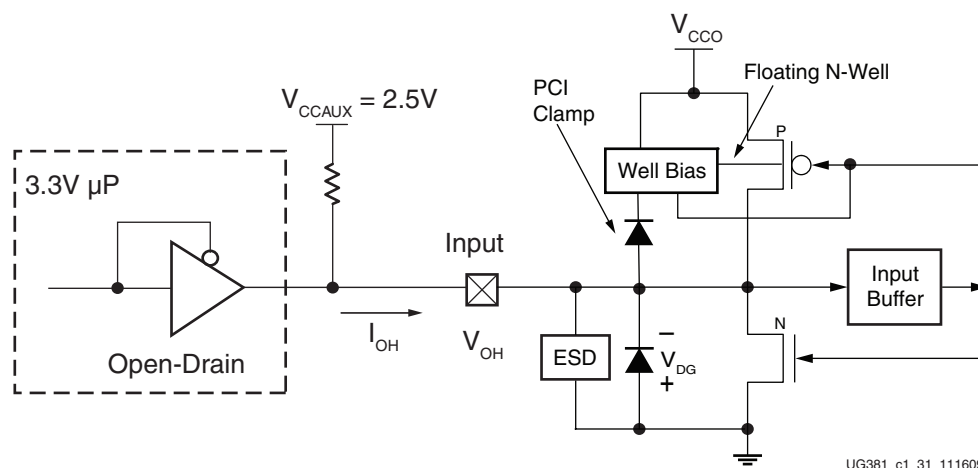 V_CCO
Floating N-Well
PCI
Clamp
V_CCAUX = 2.5V
P
3.3V µP
Well Bias
Input
Input
Buffer
N
I_OH
V_OH
ESD
–
V_DG
+
Open-Drain
UG381_c1_31_111609